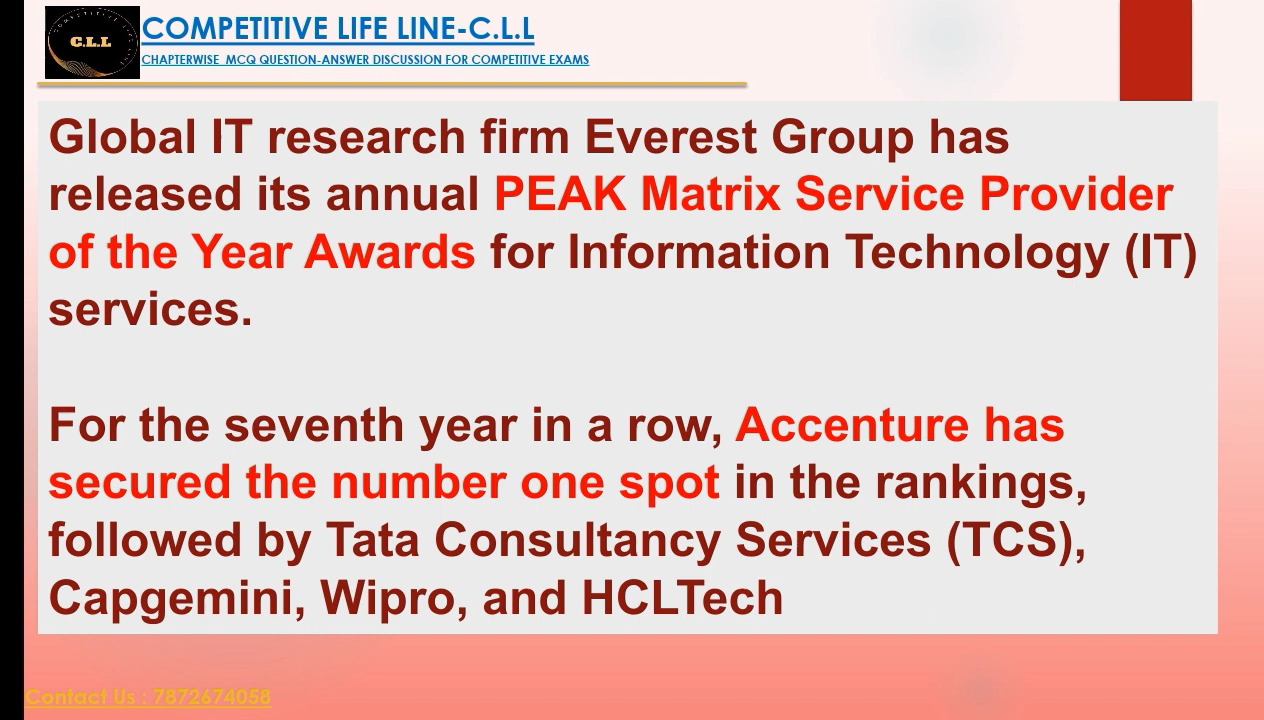 C.L.L
COMPETITIVE LIFE LINE-C.L.L
CHAPTERWISE MCQ QUESTION-ANSWER DISCUSSION FOR COMPETITIVE EXAMS
Global IT research firm Everest Group has
released its annual PEAK Matrix Service Provider
of the Year Awards for Information Technology (IT)
services.
For the seventh year in a row, Accenture has
secured the number one spot in the rankings,
followed by Tata Consultancy Services (TCS),
Capgemini, Wipro, and HCLTech
Contact Us : 7872674058